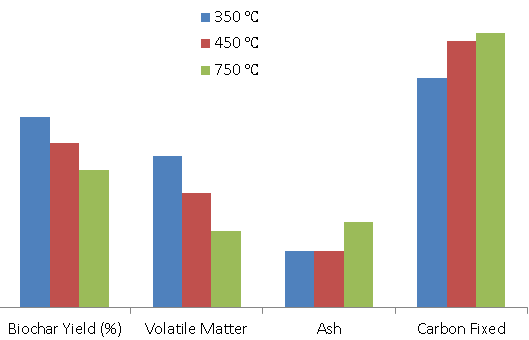 350 °C
450 °C
750 °C
Biochar Yield (%) Volatile Matter Ash Carbon Fixed